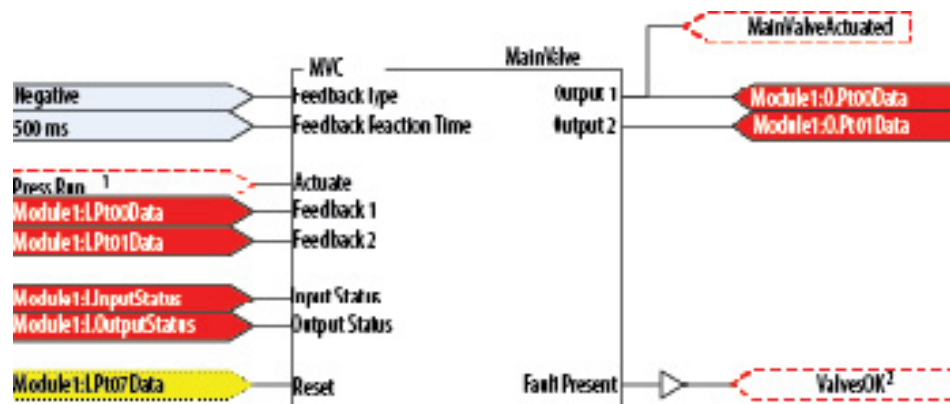 MainValveActuated
MVC
MainValve
Negative
Feedback Type
Output 1
Module1:O.Pt00Data
500 ms
Feedback Reaction Time
Output 2
Module1:O.Pt01Data
Press Run 1
Actuate
Module1:I.Pt00Data
Feedback 1
Module1:I.Pt01Data
Feedback 2
Module1:I.InputStatus
Input Status
Module1:I.OutputStatus
Output Status
Module1:I.Pt07Data
Reset
Fault Present
ValvesOK²